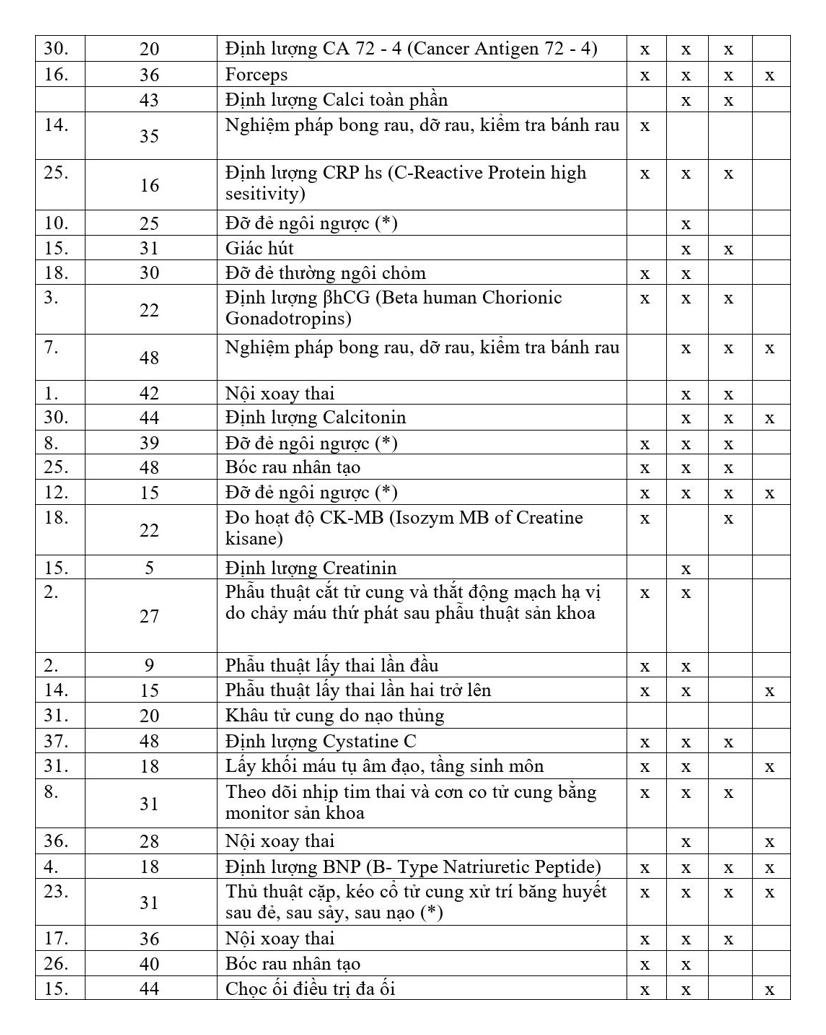 30. 20 Định lượng CA 72 - 4 (Cancer Antigen 72 - 4) x x x
16. 36 Forceps x x x x
43 Định lượng Calci toàn phần x x
14. 35 Nghiệm pháp bong rau, dỡ rau, kiểm tra bánh rau x
25. 16 Định lượng CRP hs (C-Reactive Protein high x x x
sesitivity)
10. 25 Đỡ đẻ ngôi ngược (*) x
15. 31 Giác hút x x
18. 30 Đỡ đẻ thường ngôi chỏm x x
3. 22 Định lượng βhCG (Beta human Chorionic x x x
Gonadotropins)
7. 48 Nghiệm pháp bong rau, dỡ rau, kiểm tra bánh rau x x x
1. 42 Nội xoay thai x x
30. 44 Định lượng Calcitonin x x x
8. 39 Đỡ đẻ ngôi ngược (*) x x x
25. 48 Bóc rau nhân tạo x x x
12. 15 Đỡ đẻ ngôi ngược (*) x x x x
18. 22 Đo hoạt độ CK-MB (Isozym MB of Creatine x x
kisane)
15. 5 Định lượng Creatinin x
2. 27 Phẫu thuật cắt tử cung và thắt động mạch hạ vị x x
do chảy máu thứ phát sau phẫu thuật sản khoa
2. 9 Phẫu thuật lấy thai lần đầu x x
14. 15 Phẫu thuật lấy thai lần hai trở lên x x x
31. 20 Khâu tử cung do nạo thủng
37. 48 Định lượng Cystatine C x x x
31. 18 Lấy khối máu tụ âm đạo, tầng sinh môn x x x
8. 31 Theo dõi nhịp tim thai và cơn co tử cung bằng x x x
monitor sản khoa
36. 28 Nội xoay thai x x
4. 18 Định lượng BNP (B- Type Natriuretic Peptide) x x x x
23. 31 Thủ thuật cặp, kéo cổ tử cung xử trí băng huyết x x x x
sau đẻ, sau sảy, sau nạo (*)
17. 36 Nội xoay thai x x x
26. 40 Bóc rau nhân tạo x x
15. 44 Chọc ối điều trị đa ối x x x